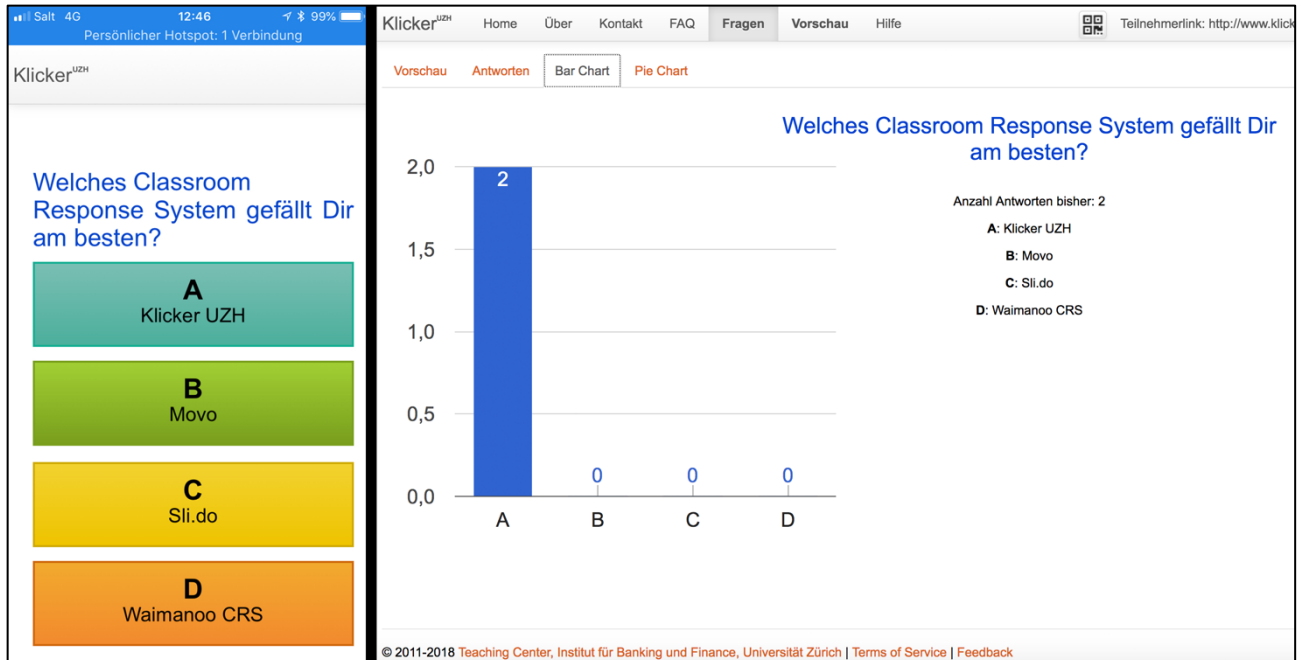 Salt 4G 12:46 99%
Persönlicher Hotspot: 1 Verbindung
Klicker UZH
Welches Classroom
Response System gefällt Dir
am besten?
A
Klicker UZH
B
Movo
C
Sli.do
D
Waimanoo CRS
Klicker UZH Home Über Kontakt FAQ Fragen Vorschau Hilfe Teilnehmerlink: http://www.klick
Vorschau Antworten Bar Chart Pie Chart
Welches Classroom Response System gefällt Dir
am besten?
Anzahl Antworten bisher: 2
A: Klicker UZH
B: Movo
C: Sli.do
D: Waimanoo CRS
2,0
1,5
1,0
0,5
0,0
2
0 0 0
A B C D
© 2011-2018 Teaching Center, Institut für Banking und Finance, Universität Zürich | Terms of Service | Feedback